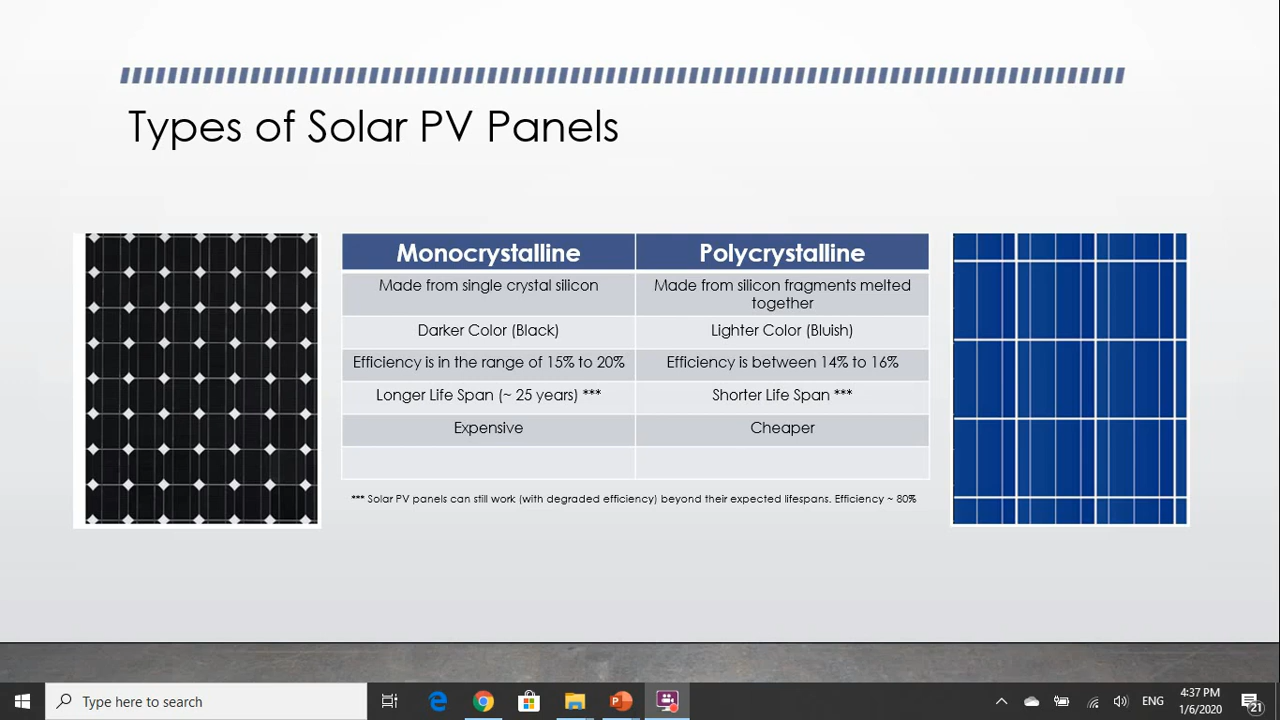 Types of Solar PV Panels
Monocrystalline
Polycrystalline
Made from single crystal silicon
Made from silicon fragments melted
together
Darker Color (Black)
Lighter Color (Bluish)
Efficiency is in the range of 15% to 20%
Efficiency is between 14% to 16%
Longer Life Span (~ 25 years) ***
Shorter Life Span ***
Expensive
Cheaper
*** Solar PV panels can still work (with degraded efficiency) beyond their expected lifespans. Efficiency ~ 80%
Type here to search
ENG
4:37 PM
1/6/2020
21